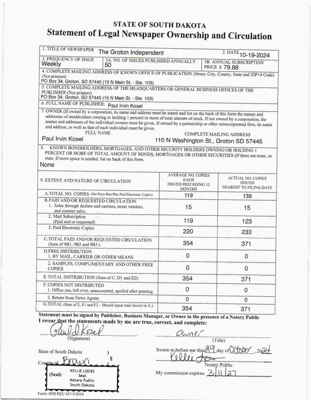 STATE OF SOUTH DAKOTA
Statement of Legal Newspaper Ownership and Circulation
1. TITLE OF NEWSPAPER The Groton Independent
2. DATE 10-19-2024
3. FREQUENCY OF ISSUE Weekly
3A. NO. OF ISSUES PUBLISHED ANNUALLY 50
3B. ANNUAL SUBSCRIPTION PRICE $ 79.88
4. COMPLETE MAILING ADDRESS OF KNOWN OFFICE OF PUBLICATION (Street, City, County, State and ZIP+4 Code) (Not printers)
PO Box 34, Groton, SD 57445 (15 N Main St. - Ste. 103)
5. COMPLETE MAILING ADDRESS OF THE HEADQUARTERS OR GENERAL BUSINESS OFFICES OF THE PUBLISHER (Not printers)
PO Box 34, Groton, SD 57445 (15 N Main St - Ste 103)
6. FULL NAME OF PUBLISHER: Paul Irvin Kosel
7. OWNER (If owned by a corporation, its name and address must be stated and also on the back of this form the names and
addresses of stockholders owning or holding 1 percent or more of total amount of stock. If not owned by a corporation, the
names and addresses of the individual owners must be given. If owned by a partnership or other unincorporated firm, its name
and address, as well as that of each individual must be given.
FULL NAME COMPLETE MAILING ADDRESS
Paul Irvin Kosel 110 N Washington St., Groton SD 57445
8. KNOWN BONDHOLDERS, MORTGAGES, AND OTHER SECURITY HOLDERS OWNING OR HOLDING 1
PERCENT OR MORE OF TOTAL AMOUNT OF BONDS, MORTGAGES OR OTHER SECURITIES (If there are none, so
state. If more space is needed, list on back of this form.
None
9. EXTENT AND NATURE OF CIRCULATION
AVERAGE NO. COPIES EACH ISSUED PRECEDING 12 MONTHS
ACTUAL NO. COPIES ISSUED NEAREST TO FILING DATE
A. TOTAL NO. COPIES (Net Press Run Plus Paid Electronic Copies) 119 138
B. PAID AND/OR REQUESTED CIRCULATION
1. Sales through dealers and carriers, street venders, and counter sales. 15 15
2. Mail Subscription (Paid and or requested) 119 123
3. Paid Electronic Copies 220 233
C. TOTAL PAID AND/OR REQUESTED CIRCULATION (Sum of 9B1, 9B2 and 9B3.) 354 371
D. FREE DISTRIBUTION
1. BY MAIL, CARRIER OR OTHER MEANS 0 0
2. SAMPLES, COMPLIMENTARY AND OTHER FREE COPIES 0 0
E. TOTAL DISTRIBUTION (Sum of C, D1 and D2) 354 371
F. COPIES NOT DISTRIBUTED
1. Office use, left over, unaccounted, spoiled after printing 0 0
2. Return from News Agents 0 0
G. TOTAL (Sum of E, F1 and F2 - Should equal total shown in A.) 354 371
Statement must be signed by Publisher, Business Manager, or Owner in the presence of a Notary Public
I swear that the statements made by me are true, correct, and complete:
Paul I Kosel owner
(Signature) (Title)
State of South Dakota
County of Brown
Sworn to before me this 29 day of October
(Seal)
KELLIE LOCKE
Seal
Notary Public
South Dakota
Notary Public
My commission expires: 3/11/27
Form: SOS REC 051 9/2016